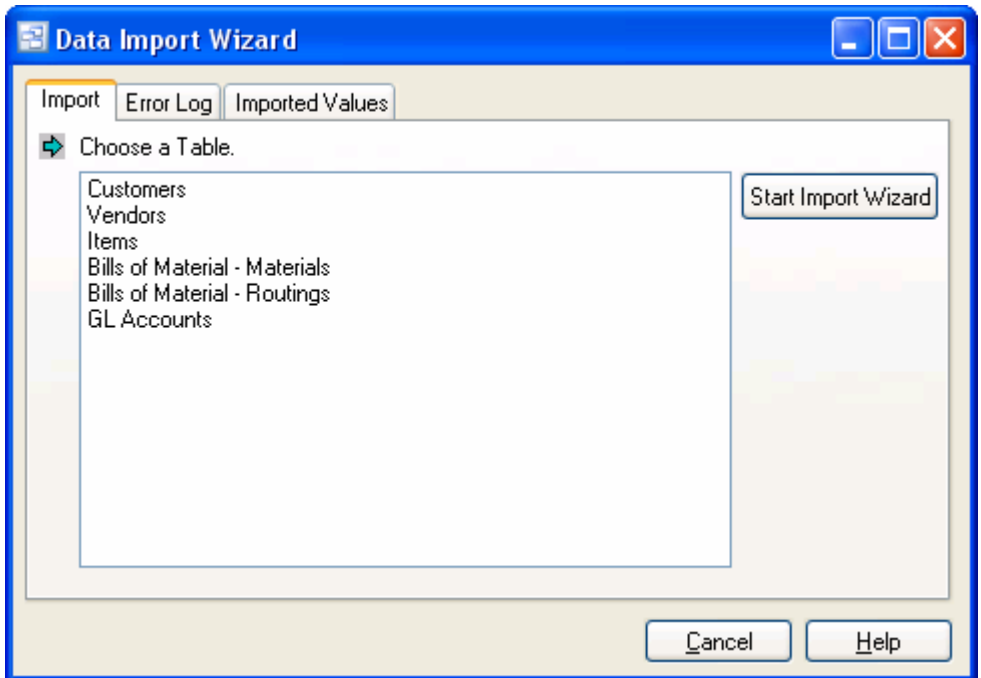 Data Import Wizard
Import Error Log Imported Values
Choose a Table.
Customers
Start Import Wizard
Vendors
Items
Bills of Material - Materials
Bills of Material - Routings
GL Accounts
Cancel Help